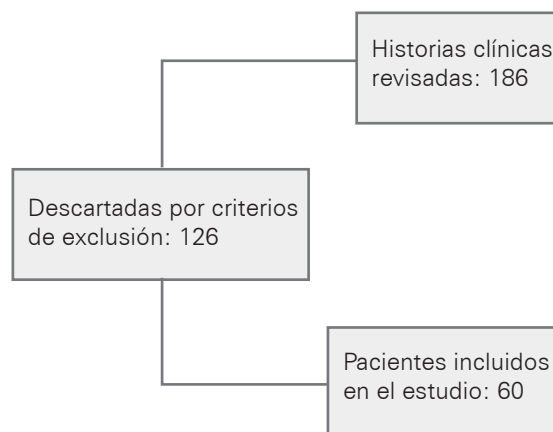 Historias clínicas
revisadas: 186
Descartadas por criterios
de exclusión: 126
Pacientes incluidos
en el estudio: 60